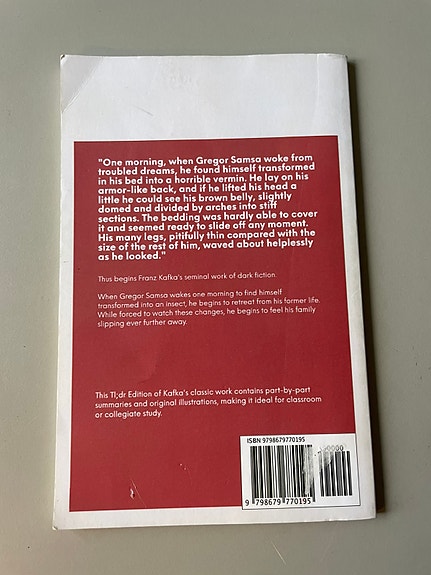 "One morning, when Gregor Samsa woke from
troubled dreams, he found himself transformed
in his bed into a horrible vermin. He lay on his
armor-like back, and if he lifted his head a
little he could see his brown belly, slightly
domed and divided by arches into stiff
sections. The bedding was hardly able to cover
it and seemed ready to slide off any moment.
His many legs, pitifully thin compared with the
size of the rest of him, waved about helplessly
as he looked."
Thus begins Franz Kafka's seminal work of dark fiction.
When Gregor Samsa wakes one morning to find himself
transformed into an insect, he begins to retreat from his former life.
While forced to watch these changes, he begins to feel his family
slipping ever further away.
This Tl;dr Edition of Kafka's classic work contains part-by-part
summaries and original illustrations, making it ideal for classroom
or collegiate study.
ISBN 9798679770195
0000
9 798679 770195